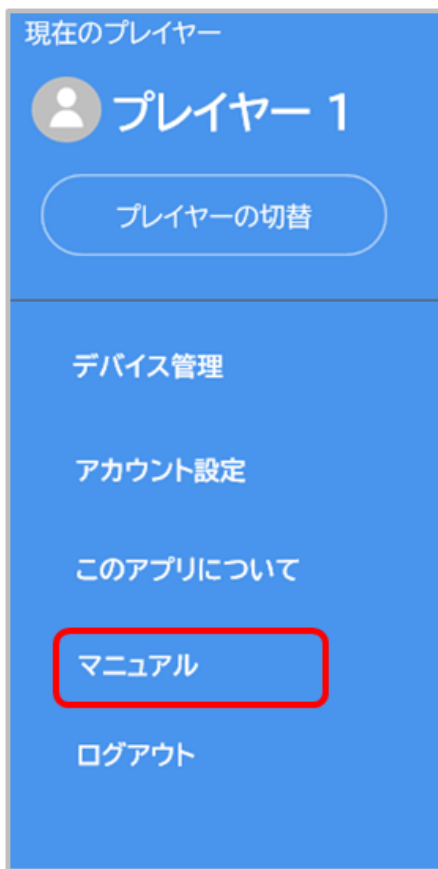 現在のプレイヤー
プレイヤー 1
プレイヤーの切替
デバイス管理
アカウント設定
このアプリについて
マニュアル
ログアウト